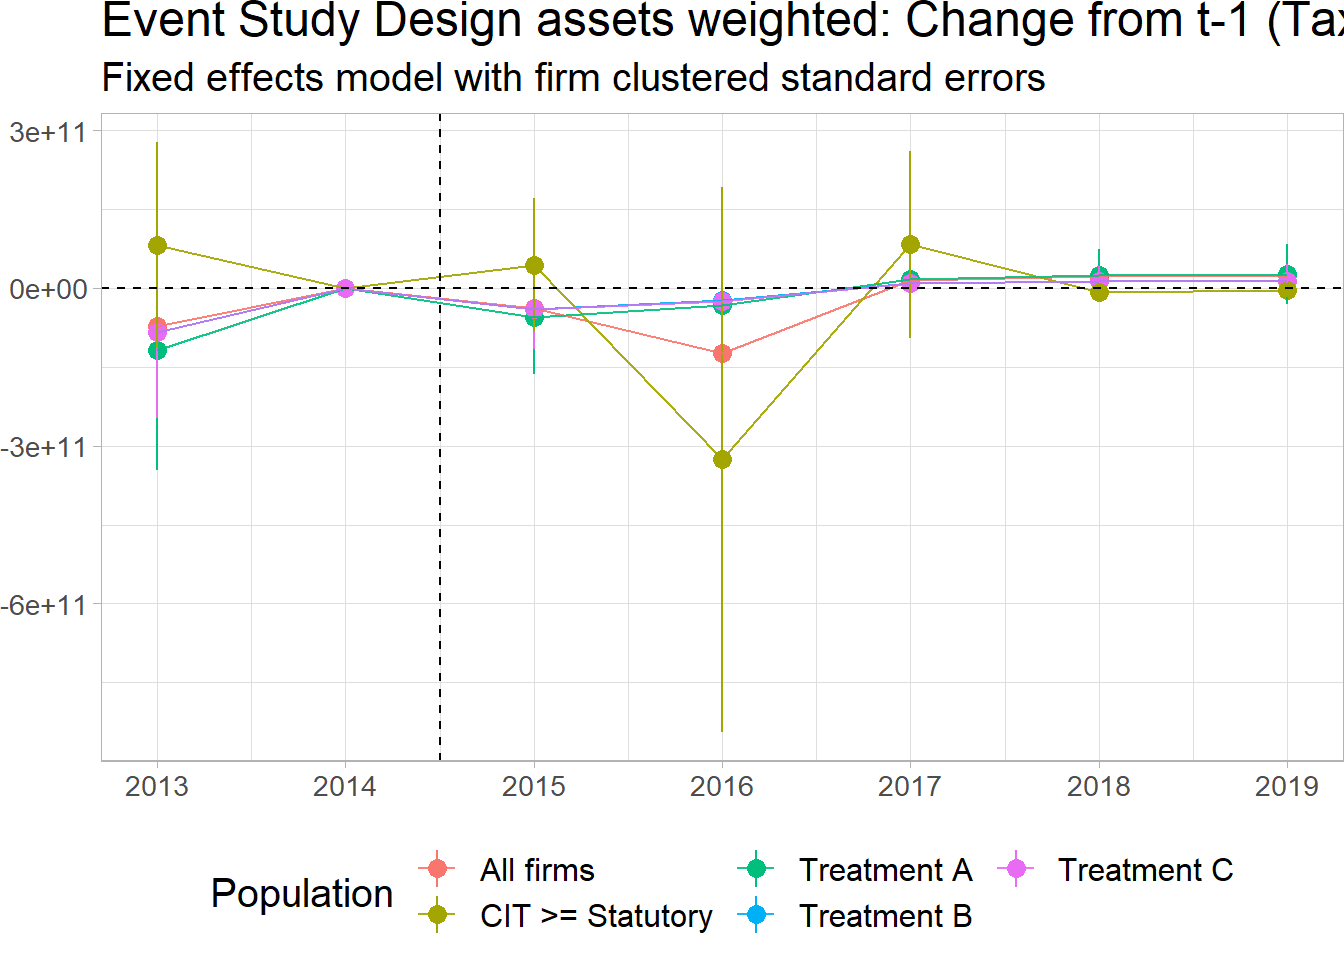 Event Study Design assets weighted: Change from t-1 (Tax
Fixed effects model with firm clustered standard errors
3e+11
0e+00
-3e+11
-6e+11
2013 2014 2015 2016 2017 2018 2019
Population
All firms
CIT >= Statutory
Treatment A
Treatment B
Treatment C